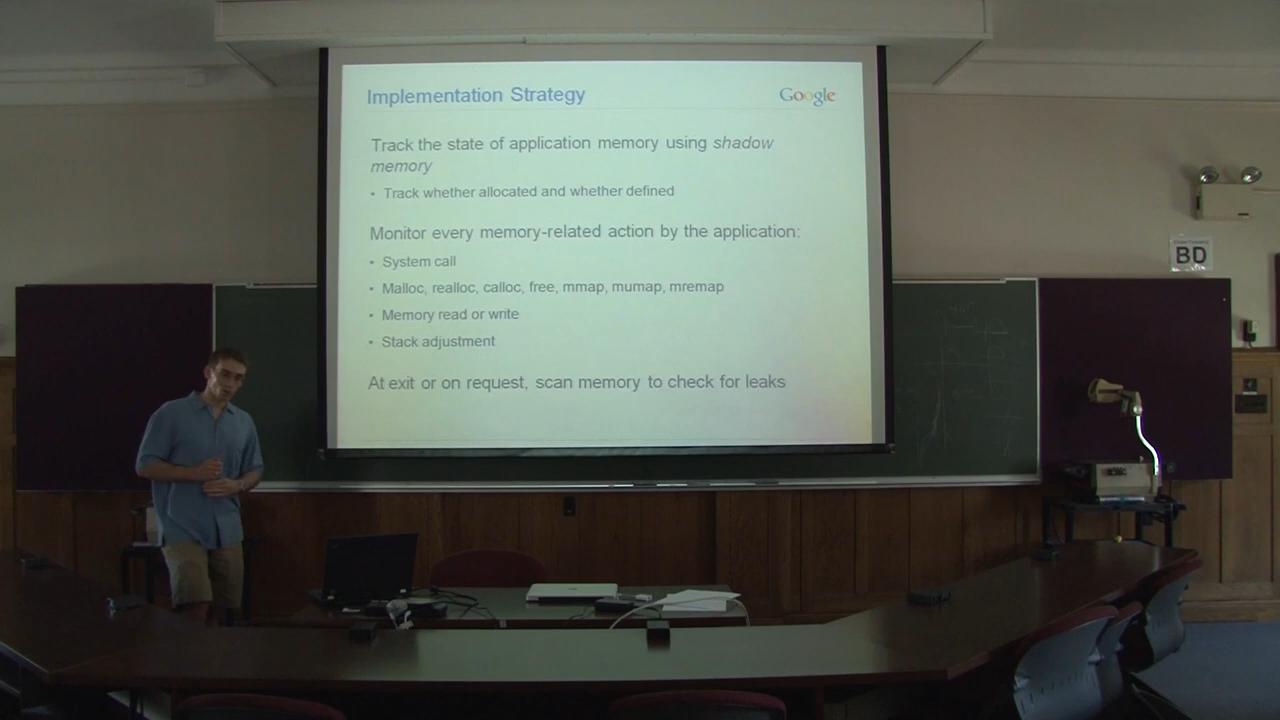 Implementation Strategy
Google
Track the state of application memory using shadow
memory
• Track whether allocated and whether defined
Monitor every memory-related action by the application:
• System call
• Malloc, realloc, calloc, free, mmap, mumap, mremap
• Memory read or write
• Stack adjustment
At exit or on request, scan memory to check for leaks
BD